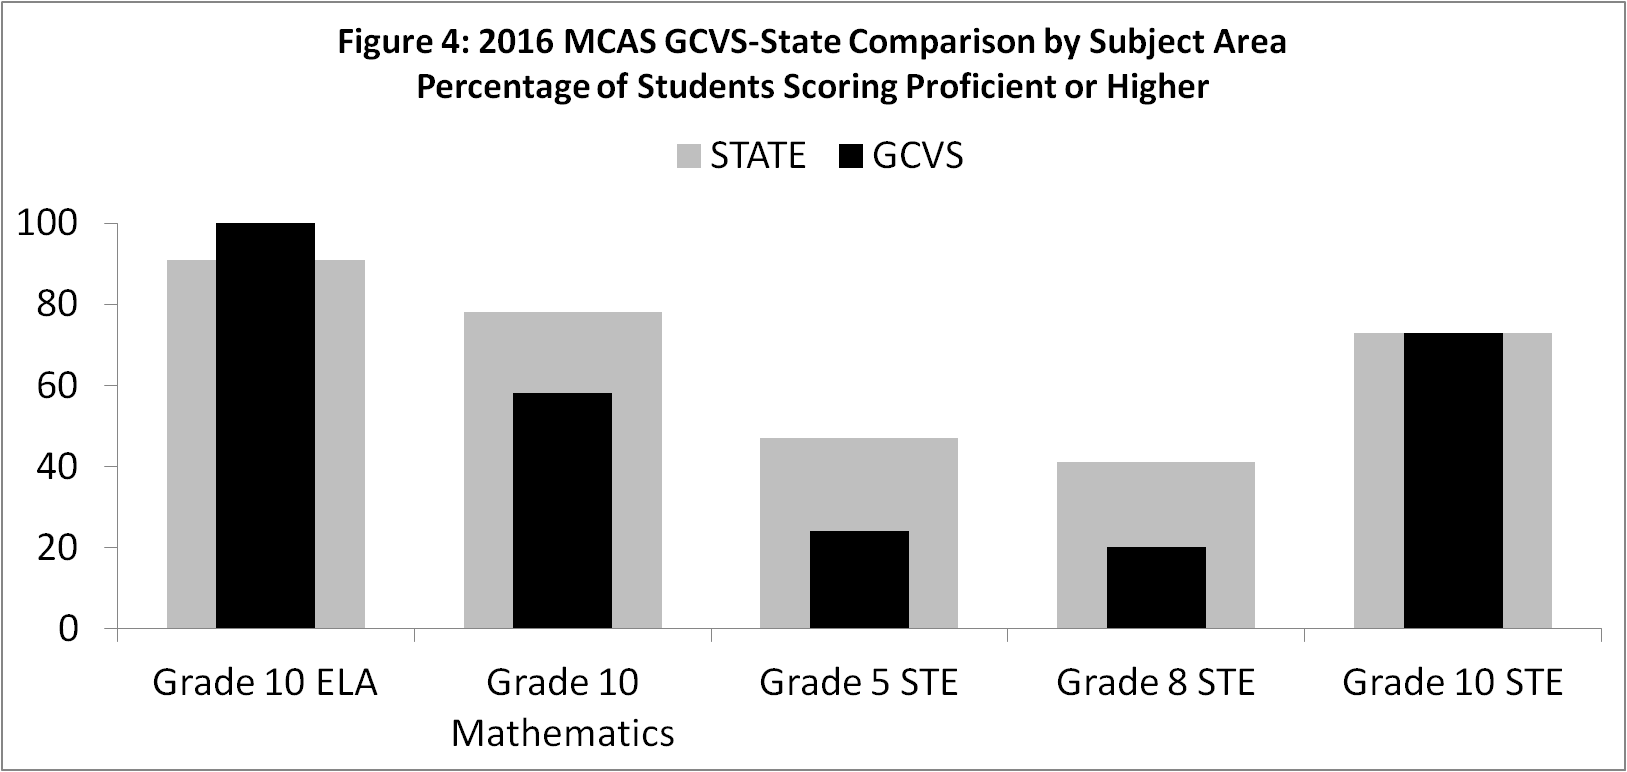 Figure 4: 2016 MCAS GCVS-State Comparison by Subject Area
Percentage of Students Scoring Proficient or Higher
STATE GCVS
100
80
60
40
20
0
Grade 10 ELA
Grade 10
Mathematics
Grade 5 STE
Grade 8 STE
Grade 10 STE